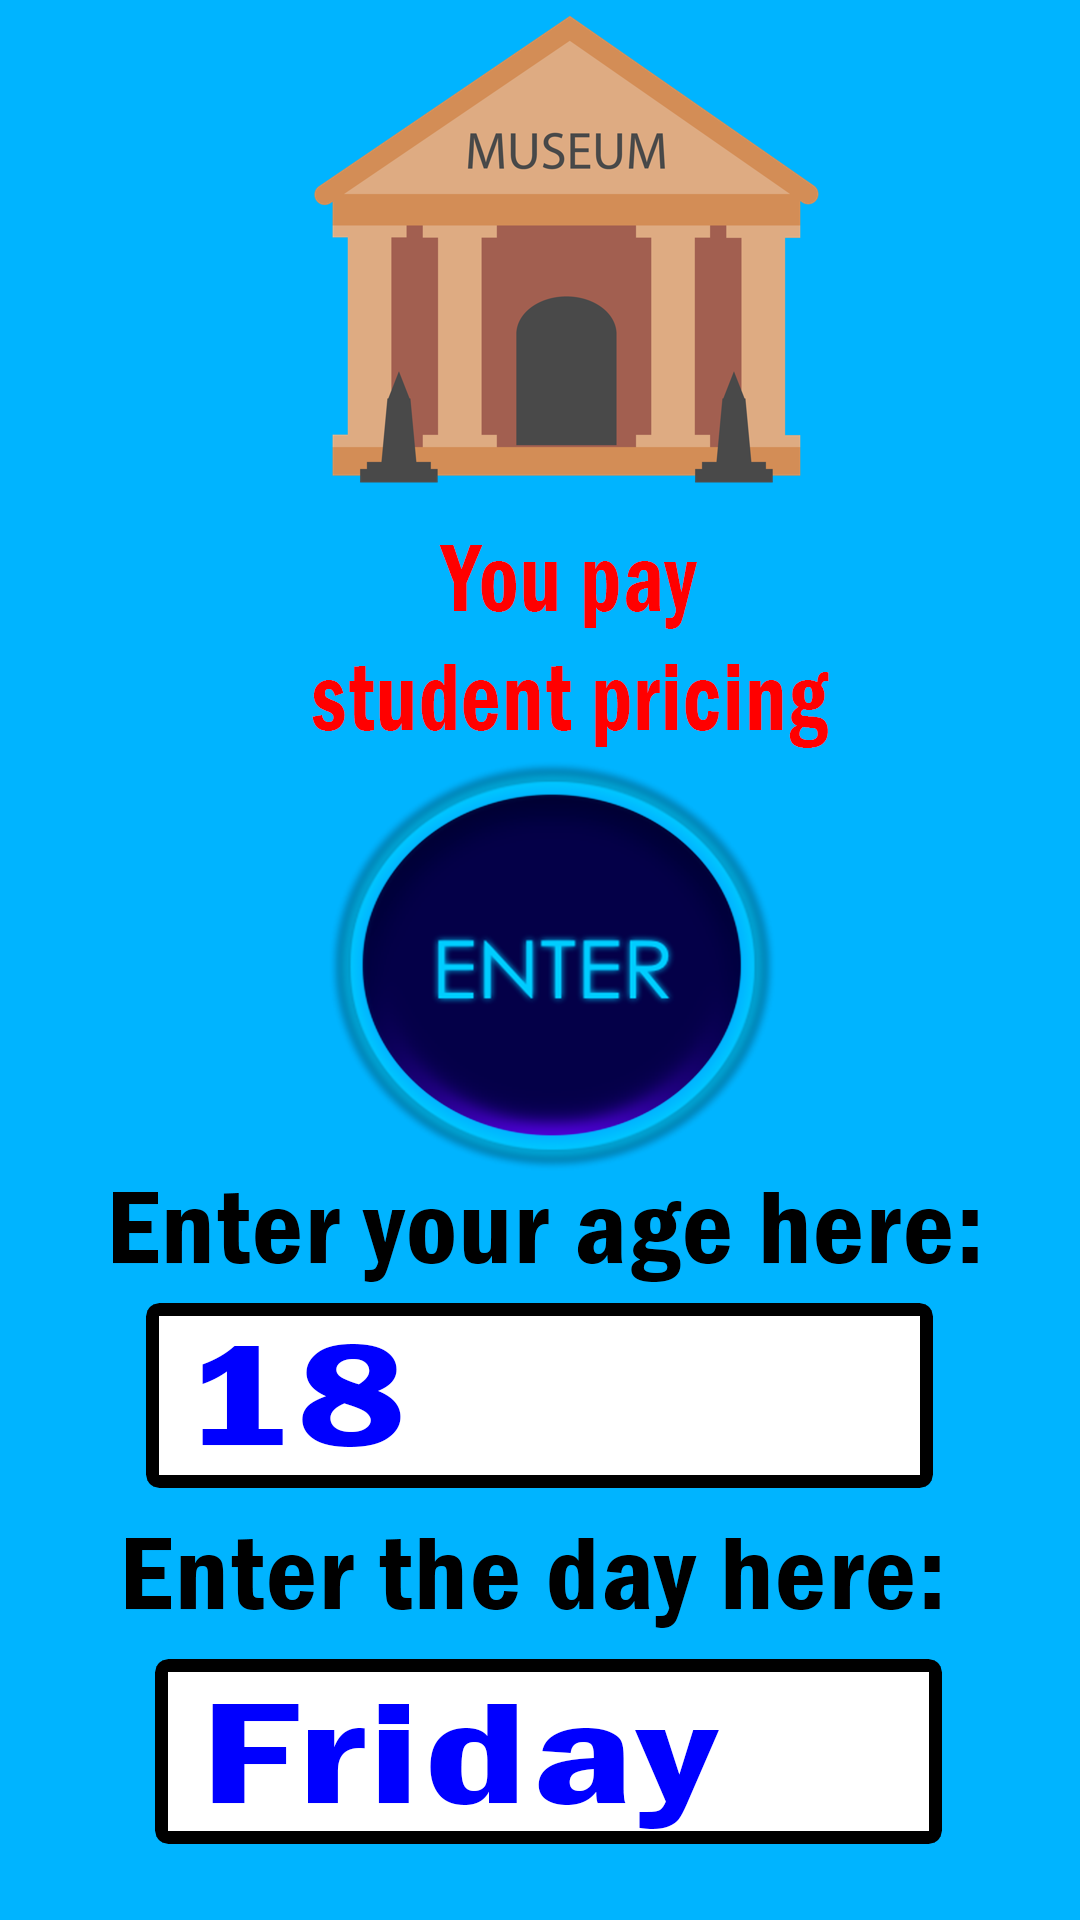 MUSEUM
You pay
student pricing
ENTER
Enter your age here:
18
Enter the day here:
Friday